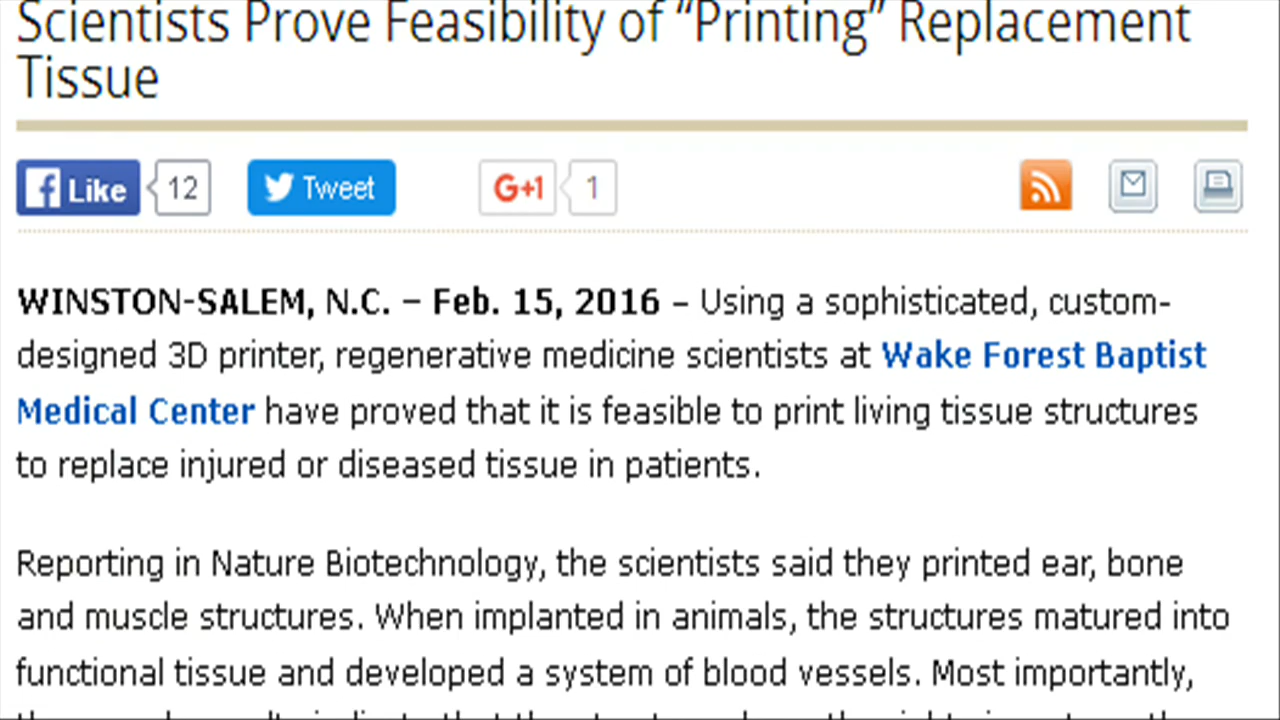 Scientists Prove Feasibility of “Printing” Replacement
Tissue
Like 12 Tweet G+1 1
WINSTON-SALEM, N.C. – Feb. 15, 2016 – Using a sophisticated, custom-
designed 3D printer, regenerative medicine scientists at Wake Forest Baptist
Medical Center have proved that it is feasible to print living tissue structures
to replace injured or diseased tissue in patients.
Reporting in Nature Biotechnology, the scientists said they printed ear, bone
and muscle structures. When implanted in animals, the structures matured into
functional tissue and developed a system of blood vessels. Most importantly,